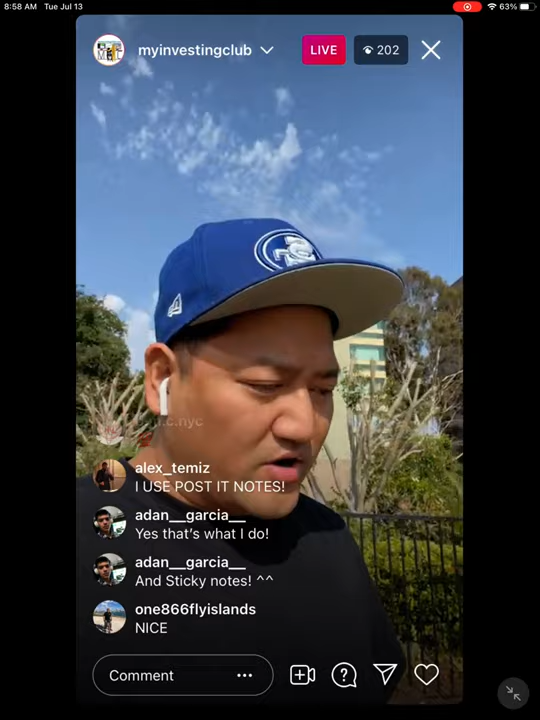 8:58 AM Tue Jul 13
63%
myinvestingclub
LIVE
202
alex_temiz
I USE POST IT NOTES!
adan__garcia__
Yes that's what I do!
adan__garcia__
And Sticky notes! ^^
one866flyislands
NICE
Comment